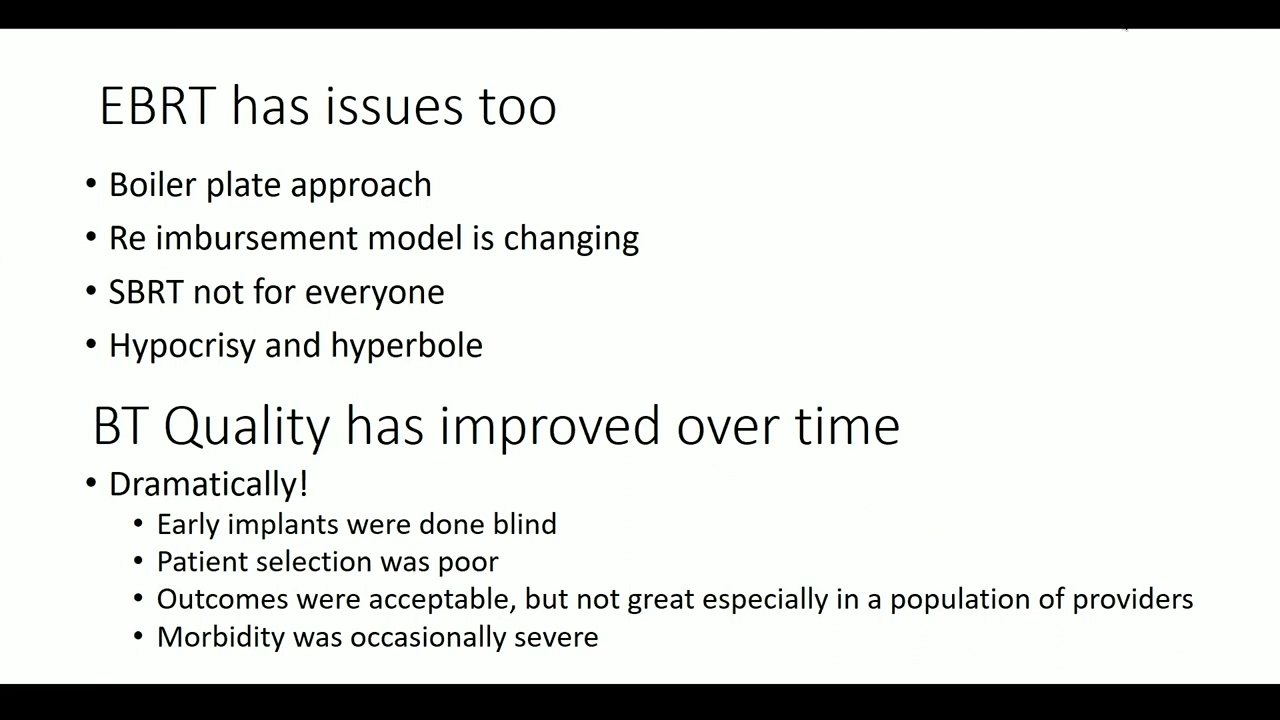 EBRT has issues too
• Boiler plate approach
• Re imbursement model is changing
• SBRT not for everyone
• Hypocrisy and hyperbole
BT Quality has improved over time
• Dramatically!
• Early implants were done blind
• Patient selection was poor
• Outcomes were acceptable, but not great especially in a population of providers
• Morbidity was occasionally severe